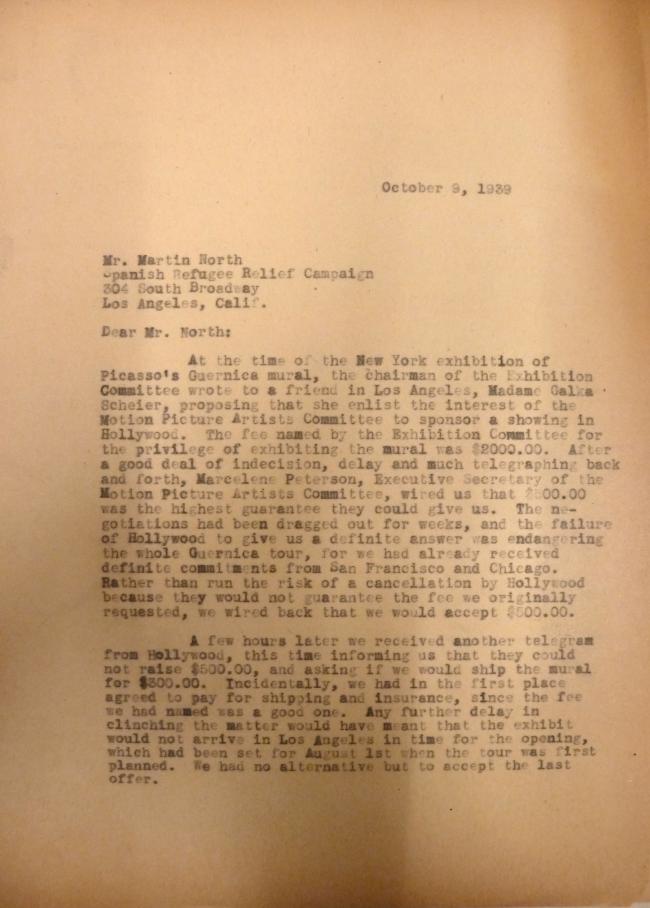 October 9, 1939
Mr. Martin North
Spanish Refugee Relief Campaign
304 South Broadway
Los Angeles, Calif.
Dear Mr. North:
At the time of the New York exhibition of
Picasso's Guernica mural, the chairman of the Exhibition
Committee wrote to a friend in Los Angeles, Madame Galka
Scheier, proposing that she enlist the interest of the
Motion Picture Artists Committee to sponsor a showing in
Hollywood. The fee named by the Exhibition Committee for
the privilege of exhibiting the mural was $2000.00. After
a good deal of indecision, delay and much telegraphing back
and forth, Marcelene Peterson, Executive Secretary of the
Motion Picture Artists Committee, wired us that $500.00
was the highest guarantee they could give us. The ne-
gotiations had been dragged out for weeks, and the failure
of Hollywood to give us a definite answer was endangering
the whole Guernica tour, for we had already received
definite commitments from San Francisco and Chicago.
Rather than run the risk of a cancellation by Hollywood
because they would not guarantee the fee we originally
requested, we wired back that we would accept $500.00.
A few hours later we received another telegram
from Hollywood, this time informing us that they could
not raise $500.00, and asking if we would ship the mural
for $300.00. Incidentally, we had in the first place
agreed to pay for shipping and insurance, since the fee
we had named was a good one. Any further delay in
clinching the matter would have meant that the exhibit
would not arrive in Los Angeles in time for the opening,
which had been set for August 1st when the tour was first
planned. We had no alternative but to accept the last
offer.